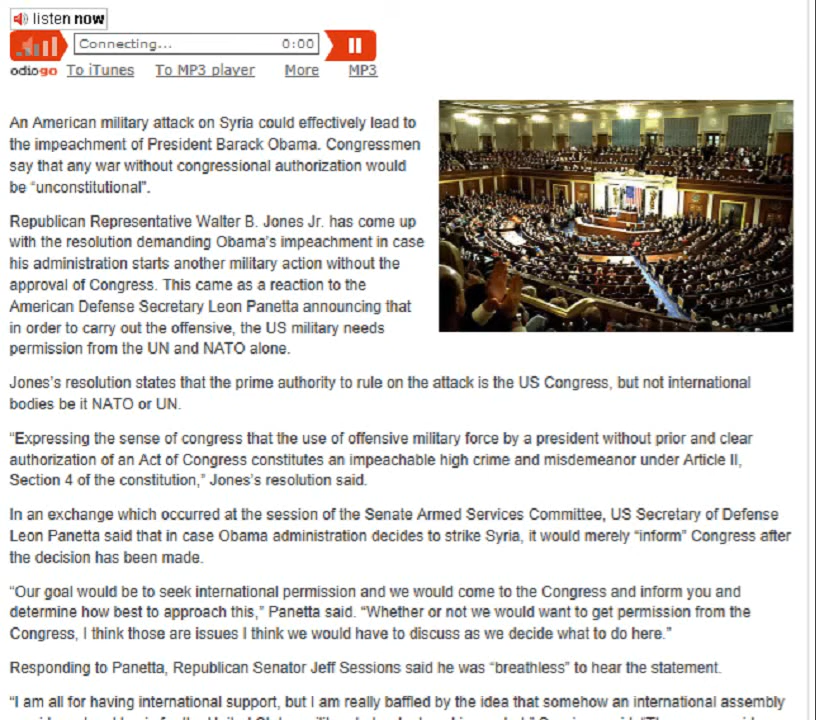 listen now
Connecting... 0:00
odiogo To iTunes To MP3 player More MP3
An American military attack on Syria could effectively lead to
the impeachment of President Barack Obama. Congressmen
say that any war without congressional authorization would
be “unconstitutional”.
Republican Representative Walter B. Jones Jr. has come up
with the resolution demanding Obama’s impeachment in case
his administration starts another military action without the
approval of Congress. This came as a reaction to the
American Defense Secretary Leon Panetta announcing that
in order to carry out the offensive, the US military needs
permission from the UN and NATO alone.
Jones’s resolution states that the prime authority to rule on the attack is the US Congress, but not international
bodies be it NATO or UN.
“Expressing the sense of congress that the use of offensive military force by a president without prior and clear
authorization of an Act of Congress constitutes an impeachable high crime and misdemeanor under Article II,
Section 4 of the constitution,” Jones’s resolution said.
In an exchange which occurred at the session of the Senate Armed Services Committee, US Secretary of Defense
Leon Panetta said that in case Obama administration decides to strike Syria, it would merely “inform” Congress after
the decision has been made.
“Our goal would be to seek international permission and we would come to the Congress and inform you and
determine how best to approach this,” Panetta said. “Whether or not we would want to get permission from the
Congress, I think those are issues I think we would have to discuss as we decide what to do here.”
Responding to Panetta, Republican Senator Jeff Sessions said he was “breathless” to hear the statement.
“I am all for having international support, but I am really baffled by the idea that somehow an international assembly